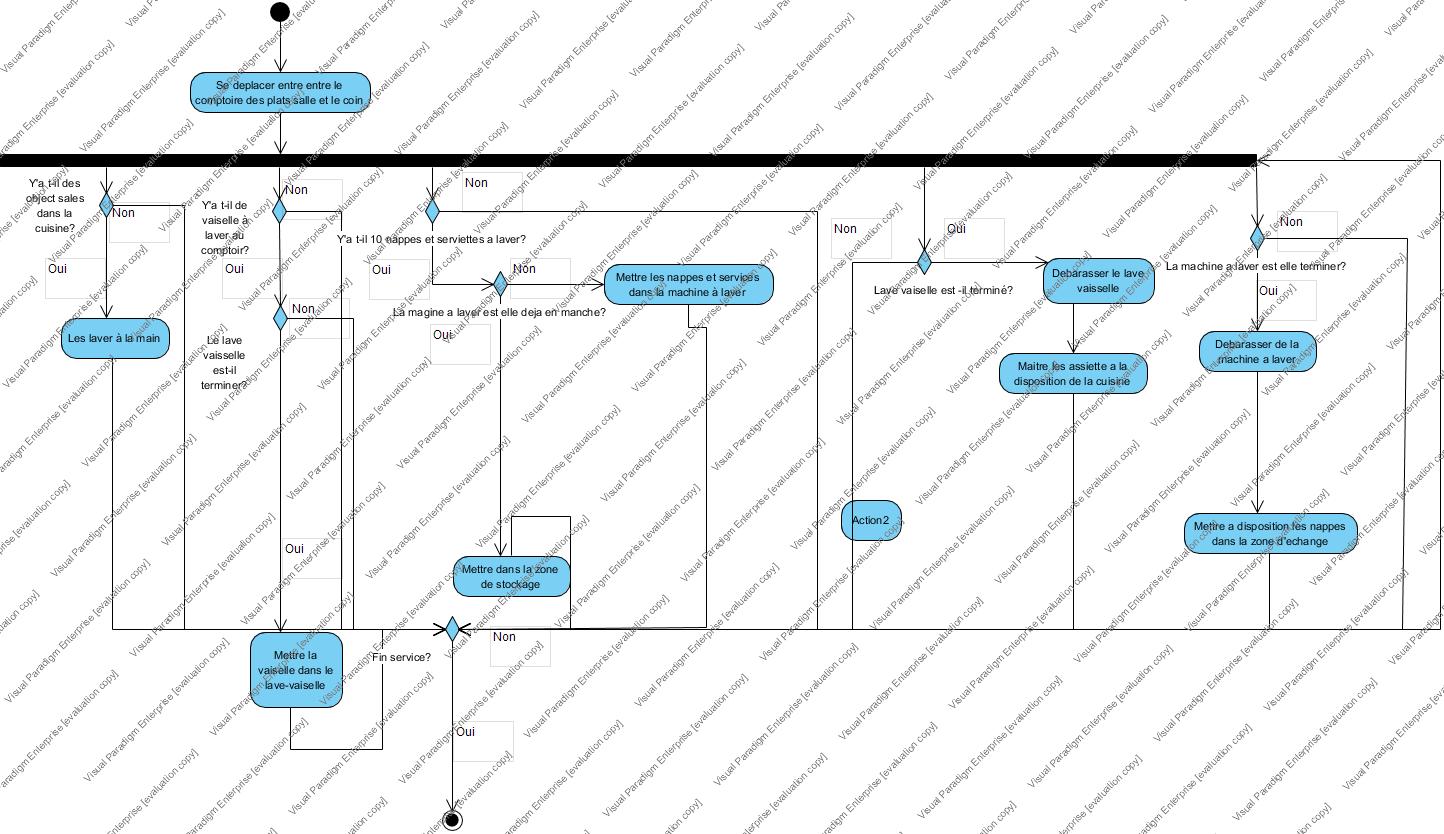 Se deplacer entre entre le
comptoire des plats salle et le coin
Y'a t-il des
object sales
dans la
cuisine?
Non
Oui
Les laver à la main
Y'a t-il de
vaiselle à
laver au
comptoir?
Non
Oui
Non
Le lave
vaisselle
est-il
terminer?
Oui
Mettre la
vaiselle dans le
lave-vaiselle
Non
Y'a t-il 10 nappes et serviettes a laver?
Oui
Non
La magine a laver est elle deja en manche?
Oui
Mettre les nappes et services
dans la machine à laver
Mettre dans la zone
de stockage
Fin service?
Non
Oui
Non
Oui
Lave vaiselle est -il terminé?
Debarasser le lave
vaisselle
Maitre les assiette a la
disposition de la cuisine
Action2
Non
La machine a laver est elle terminer?
Oui
Debarasser de la
machine a laver
Mettre a disposition les nappes
dans la zone d'echange
Visual Paradigm Enterprise [evaluation copy]